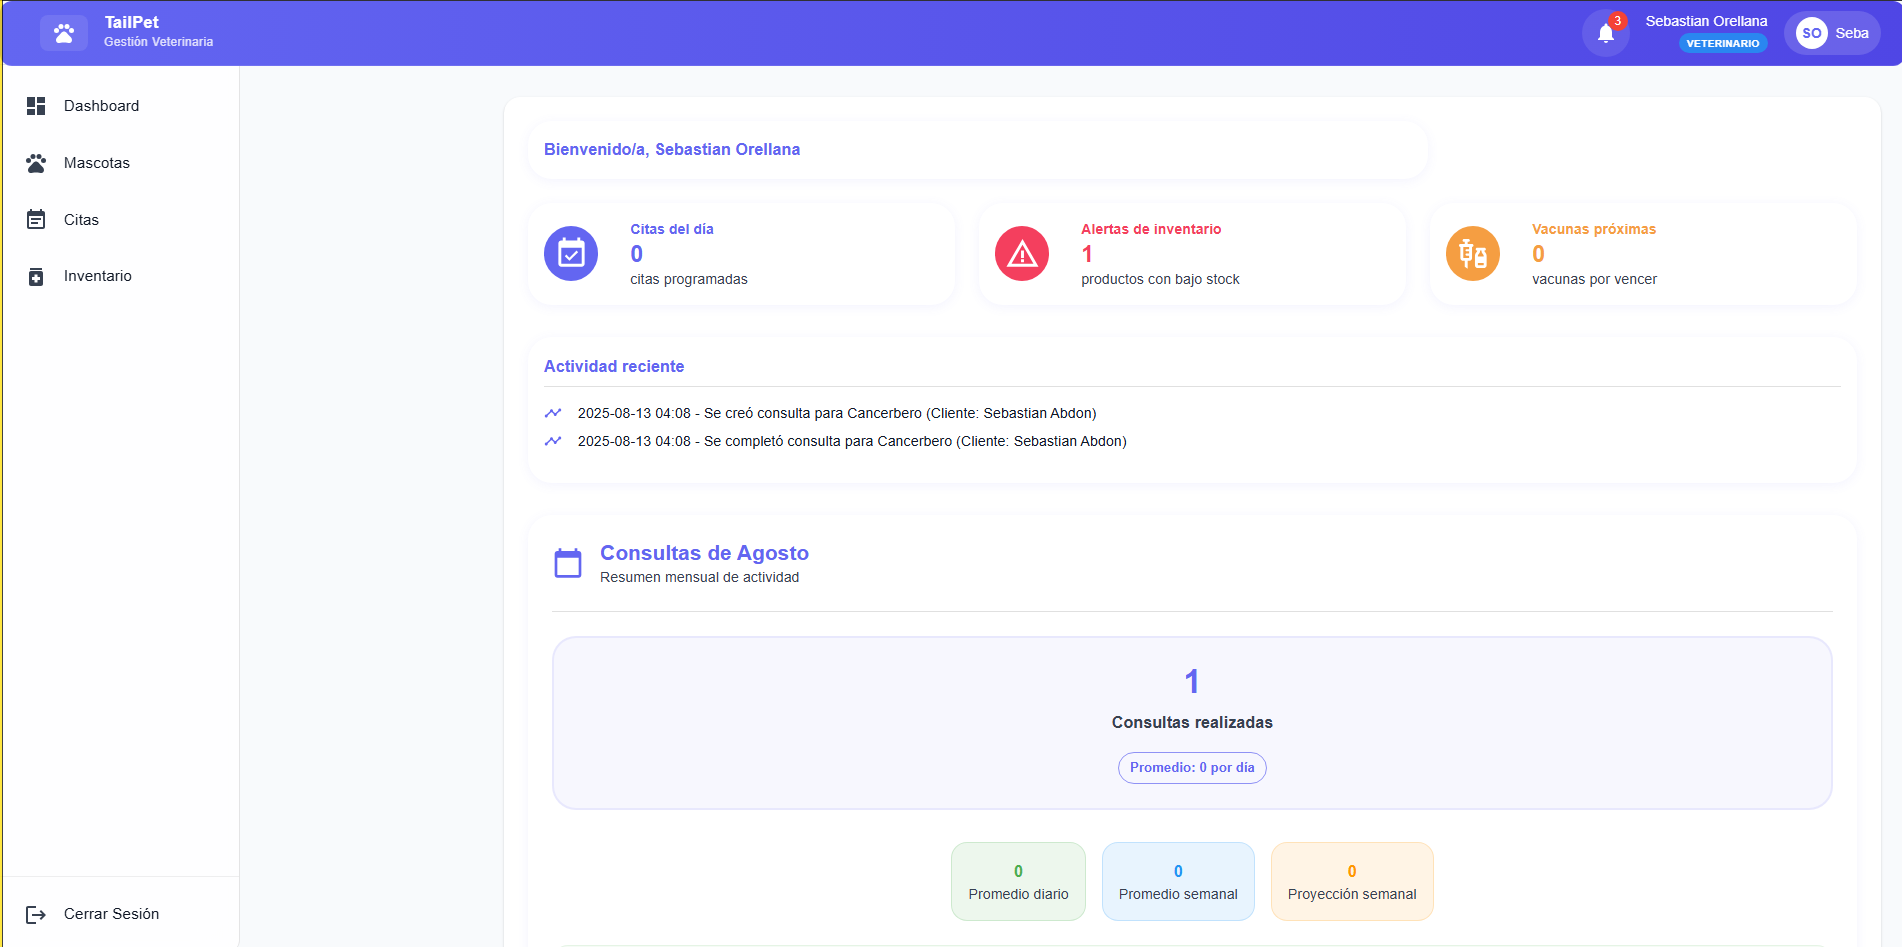 TailPet
Gestión Veterinaria
3
Sebastian Orellana
VETERINARIO
SO
Seba
Dashboard
Mascotas
Citas
Inventario
Cerrar Sesión
Bienvenido/a, Sebastian Orellana
Citas del día
0
citas programadas
Alertas de inventario
1
productos con bajo stock
Vacunas próximas
0
vacunas por vencer
Actividad reciente
2025-08-13 04:08 - Se creó consulta para Cancerbero (Cliente: Sebastian Abdon)
2025-08-13 04:08 - Se completó consulta para Cancerbero (Cliente: Sebastian Abdon)
Consultas de Agosto
Resumen mensual de actividad
1
Consultas realizadas
Promedio: 0 por día
0
Promedio diario
0
Promedio semanal
0
Proyección semanal